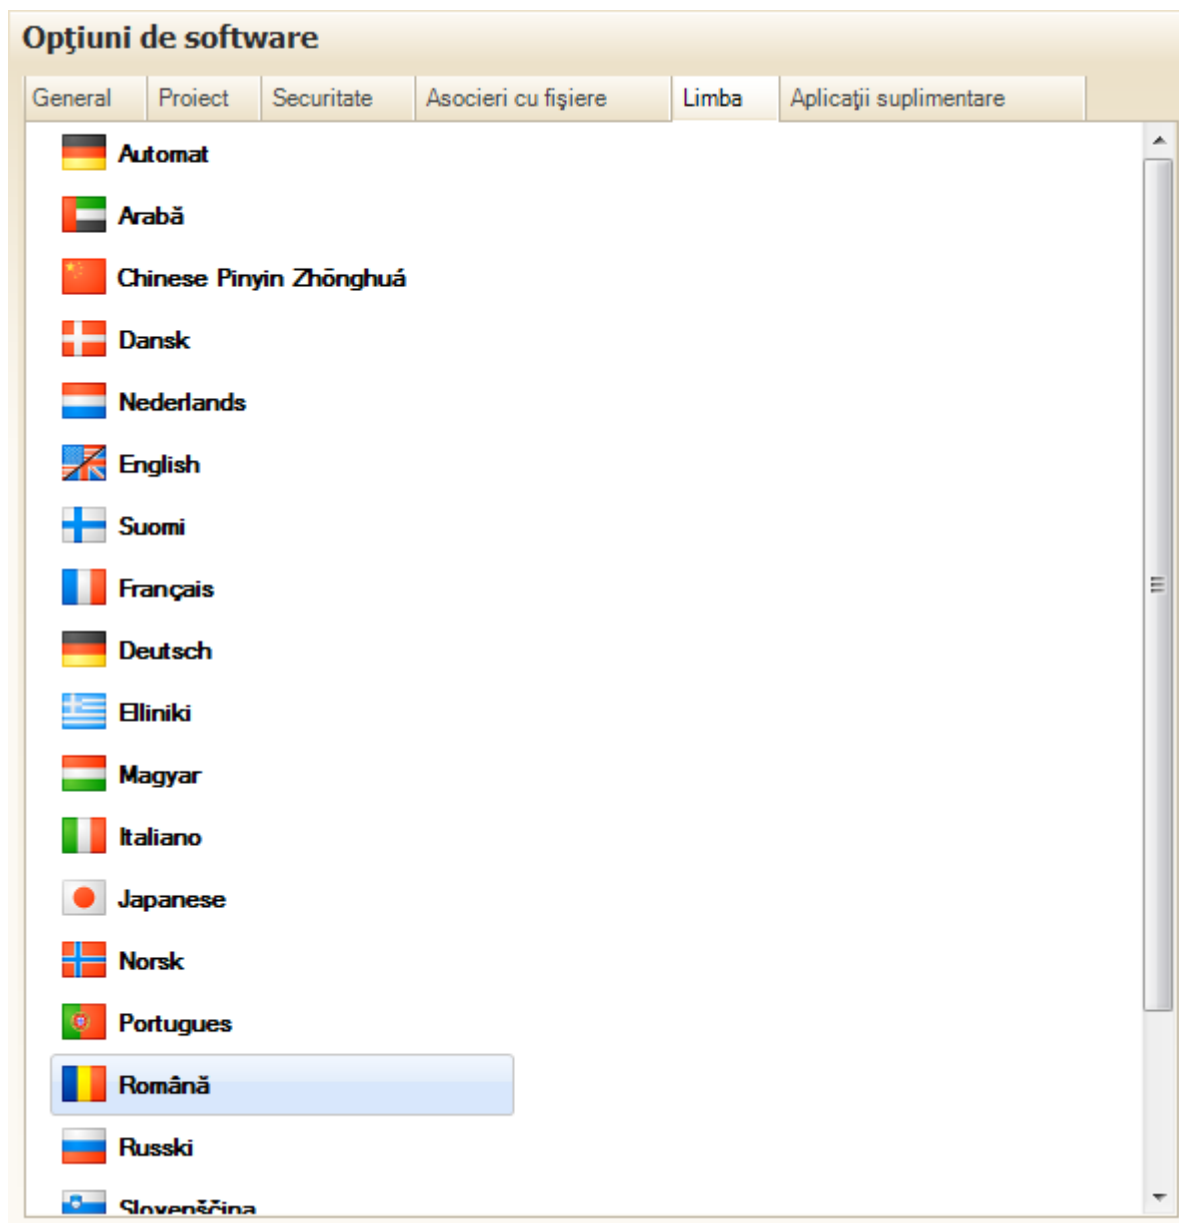 Opţiuni de software
General Proiect Securitate Asocieri cu fişiere Limba Aplicaţii suplimentare
Automat
Arabă
Chinese Pinyin Zhōnghuá
Dansk
Nederlands
English
Suomi
Français
Deutsch
Elliniki
Magyar
Italiano
Japanese
Norsk
Portugues
Română
Russki
Slovenščina